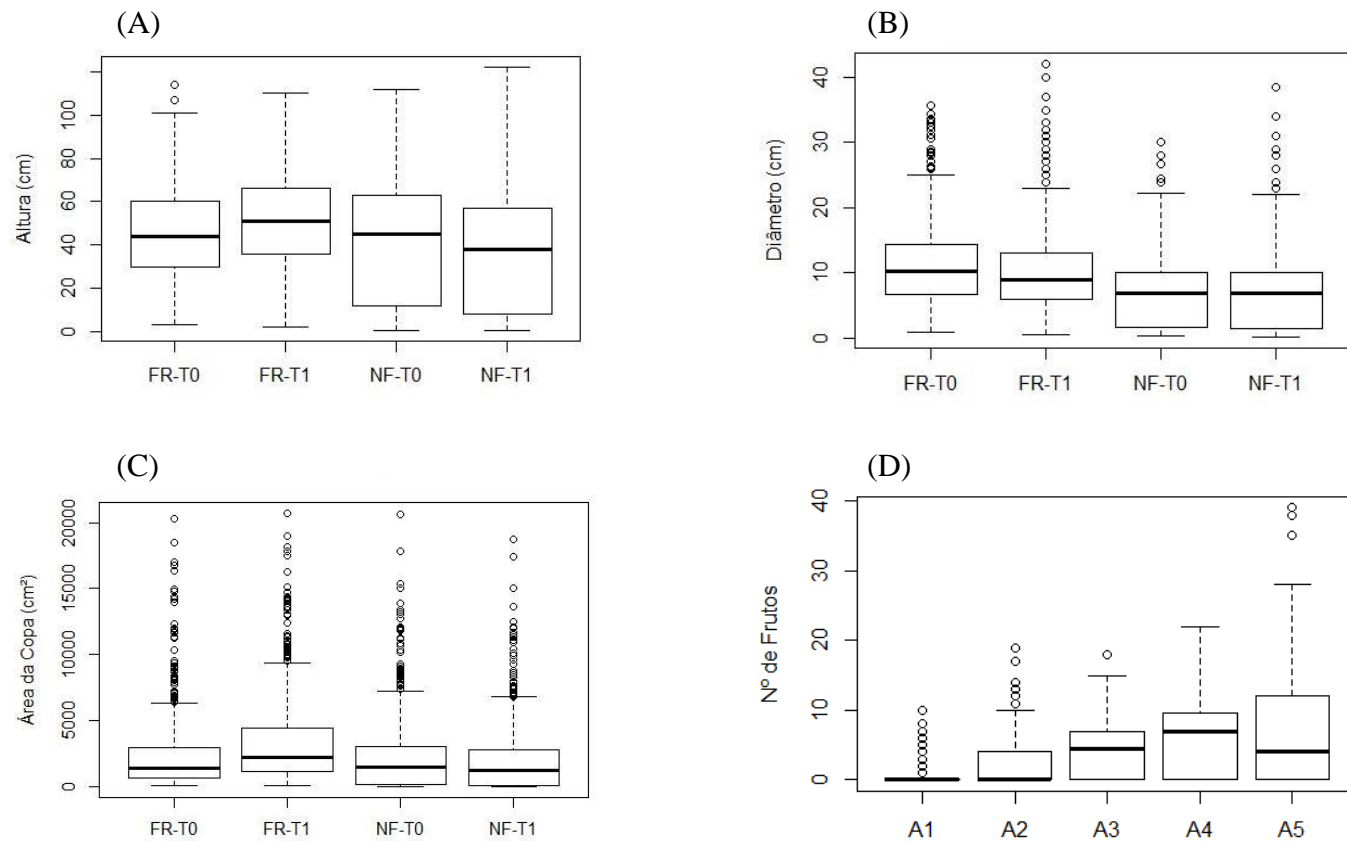 (A)
Altura (cm)
0 20 40 60 80 100
FR-T0 FR-T1 NF-T0 NF-T1
(B)
Diâmetro (cm)
0 10 20 30 40
FR-T0 FR-T1 NF-T0 NF-T1
(C)
Área da Copa (cm²)
0 5000 10000 15000 20000
FR-T0 FR-T1 NF-T0 NF-T1
(D)
Nº de Frutos
0 10 20 30 40
A1 A2 A3 A4 A5